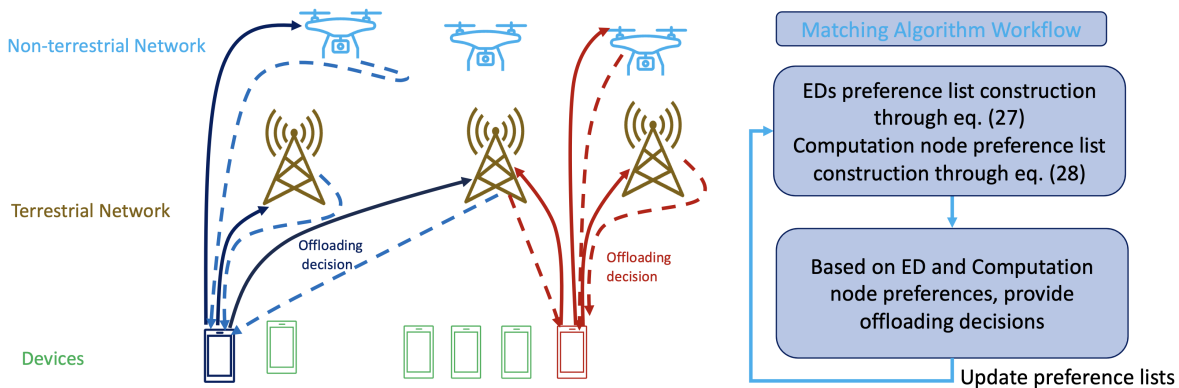 Non-terrestrial Network
Terrestrial Network
Offloading
decision
Offloading
decision
Devices
Matching Algorithm Workflow
EDs preference list construction
through eq. (27)
Computation node preference list
construction through eq. (28)
Based on ED and Computation
node preferences, provide
offloading decisions
Update preference lists